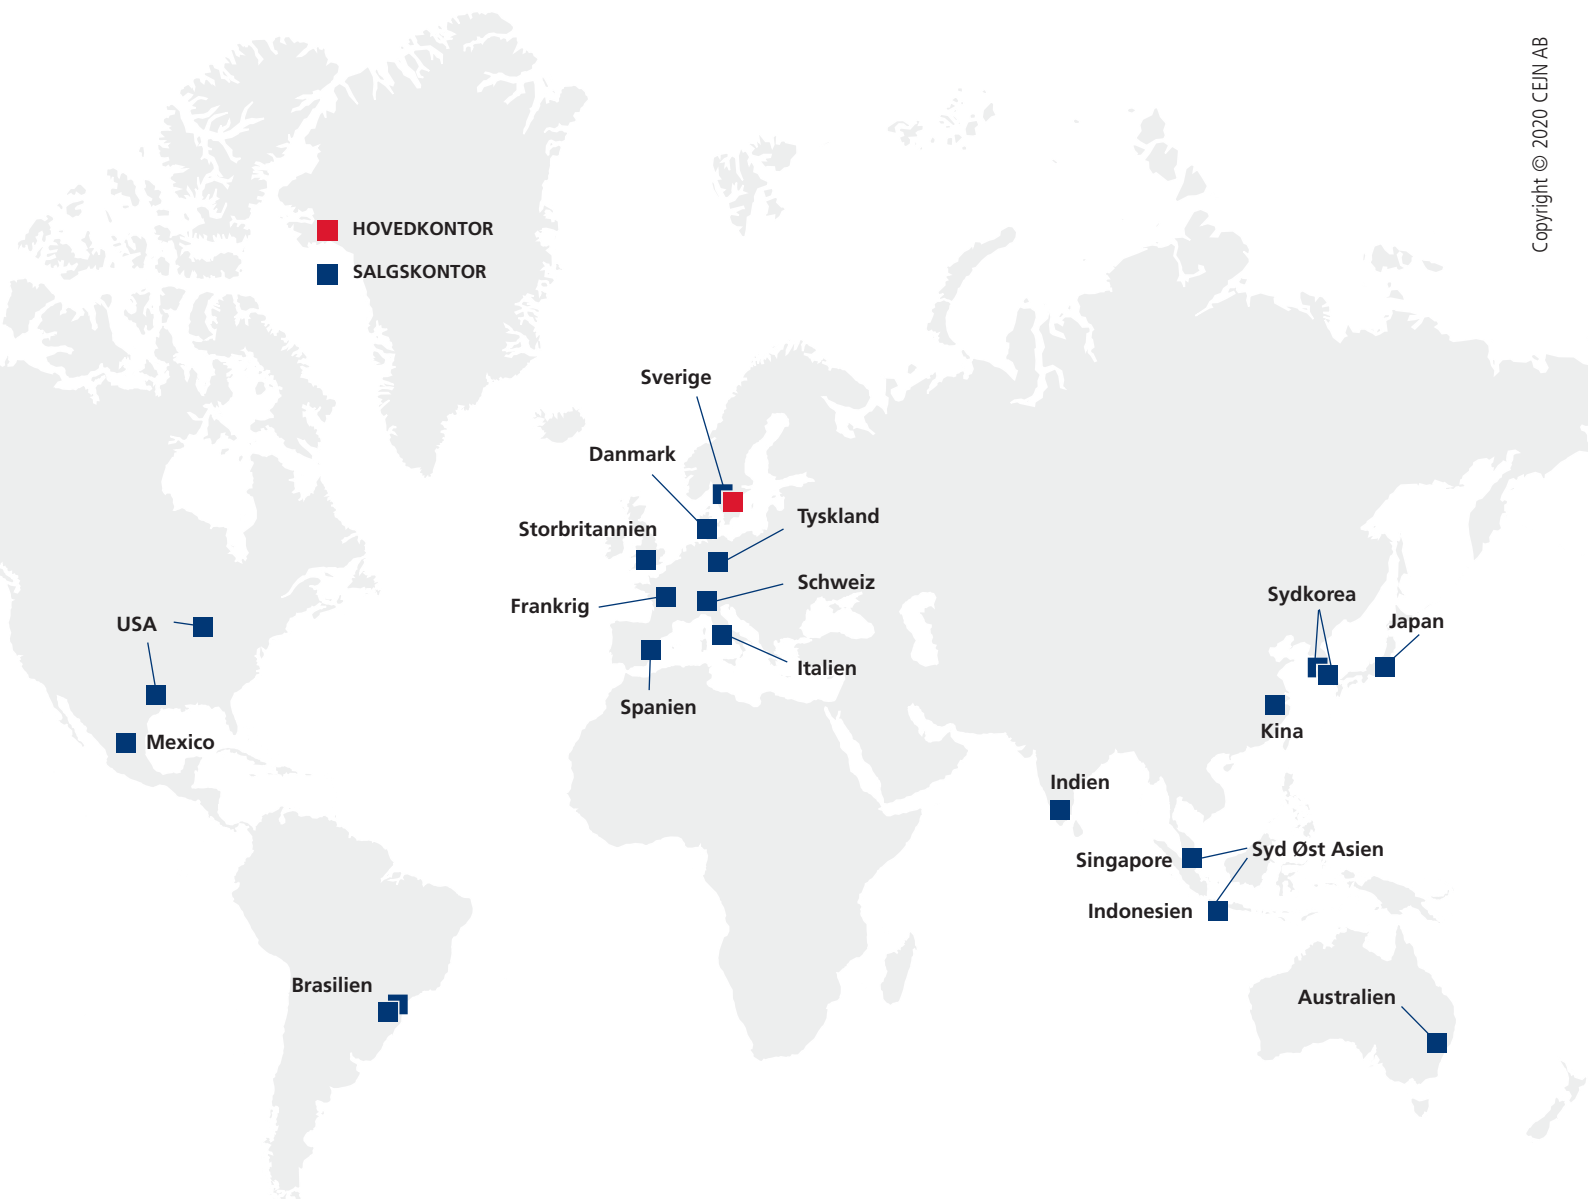 Copyright © 2020 CEJN AB
HOVEDKONTOR
SALGSKONTOR
Sverige
Danmark
Tyskland
Storbritannien
Schweiz
Frankrig
Italien
Spanien
USA
Mexico
Brasilien
Sydkorea
Japan
Kina
Indien
Syd Øst Asien
Singapore
Indonesien
Australien